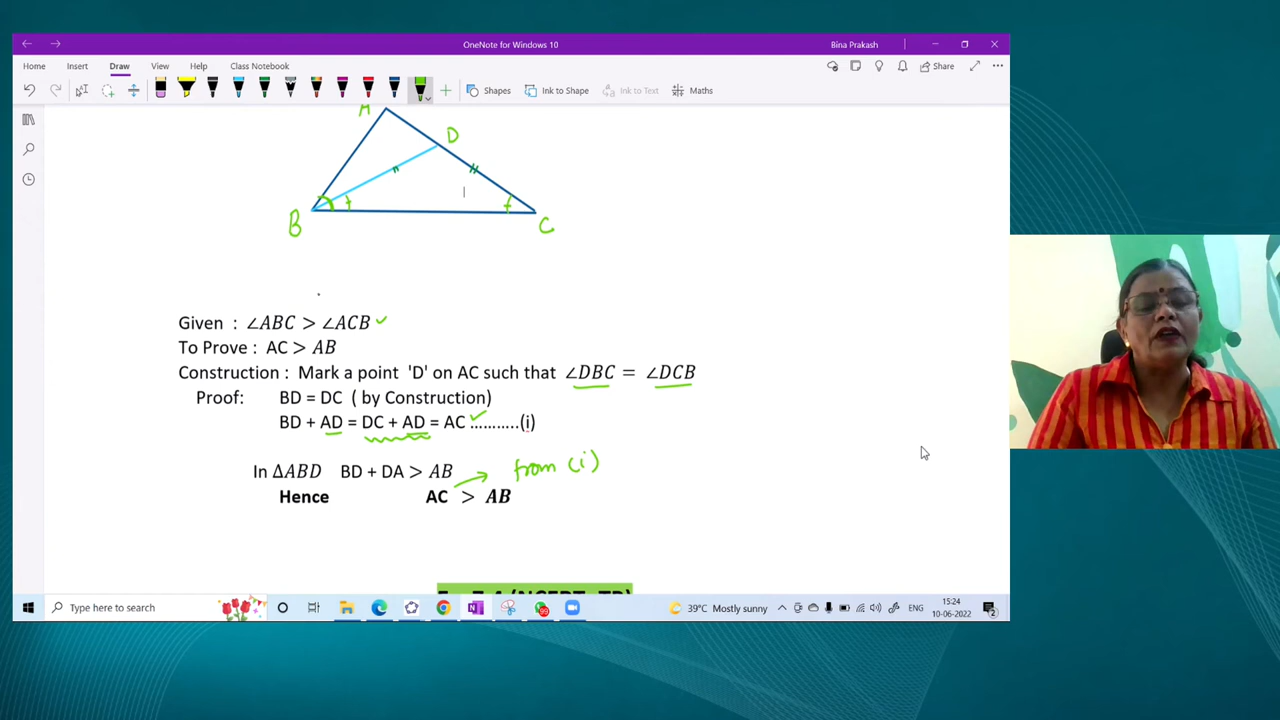 OneNote for Windows 10
Bina Prakash
Home Insert Draw View Help Class Notebook
Share
Shapes Ink to Shape Ink to Text Maths
A
D
B
C
Given : ∠ABC > ∠ACB ✓
To Prove : AC > AB
Construction : Mark a point 'D' on AC such that ∠DBC = ∠DCB
Proof: BD = DC ( by Construction)
BD + AD = DC + AD = AC ✓ ...........(i)
In ΔABD BD + DA > AB
from (i)
Hence AC > AB
Type here to search
39°C Mostly sunny
ENG
15:24
10-06-2022
2